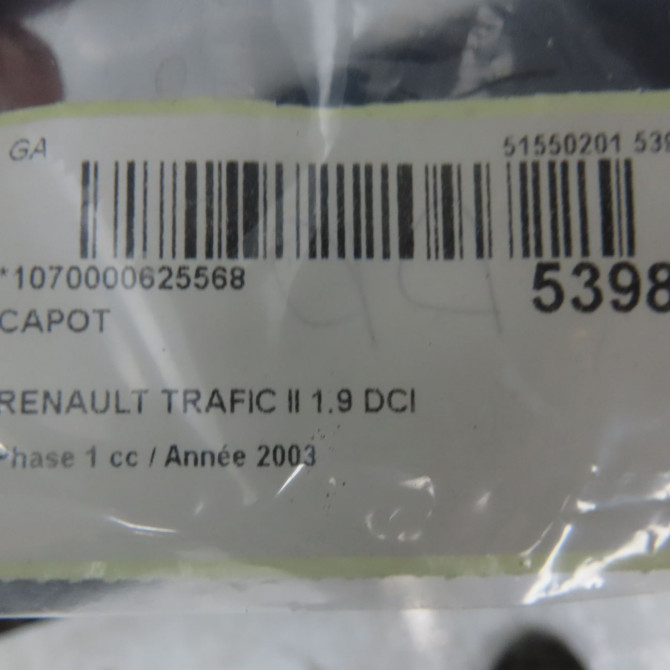 GA 51550201 539
*1070000625568 5398
CAPOT
RENAULT TRAFIC II 1.9 DCI
Phase 1 cc / Année 2003